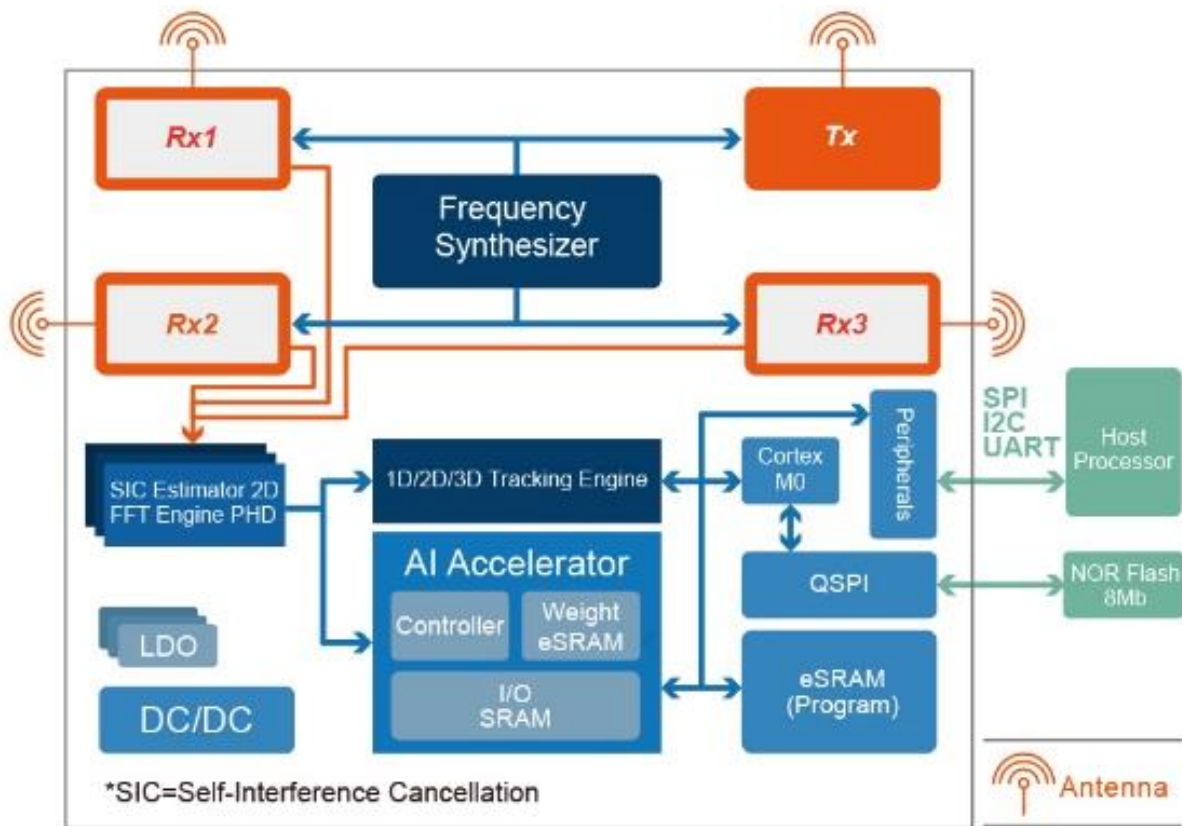 Rx1
Tx
Frequency
Synthesizer
Rx2
Rx3
SPI
I2C
UART
Host
Processor
Peripherals
Cortex
M0
1D/2D/3D Tracking Engine
SIC Estimator 2D
FFT Engine PHD
AI Accelerator
Controller
Weight
eSRAM
I/O
SRAM
QSPI
NOR Flash
8Mb
eSRAM
(Program)
LDO
DC/DC
*SIC=Self-Interference Cancellation
Antenna